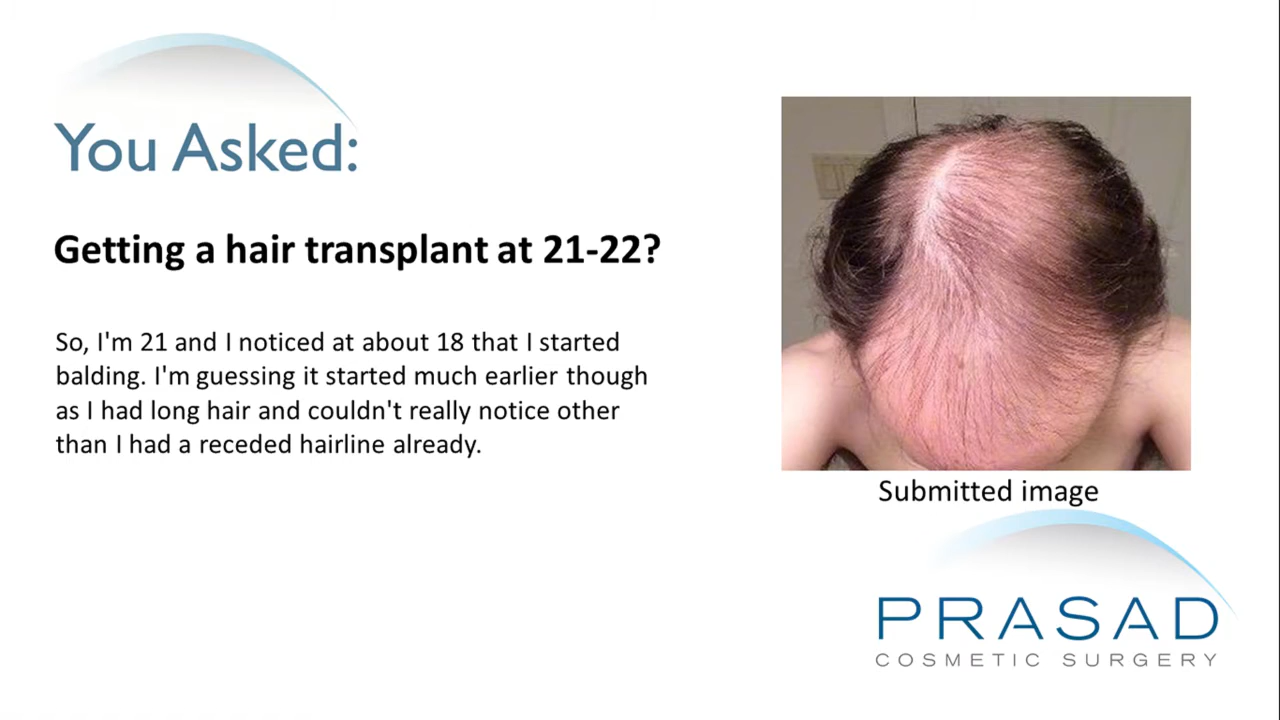 You Asked:
Getting a hair transplant at 21-22?
So, I'm 21 and I noticed at about 18 that I started
balding. I'm guessing it started much earlier though
as I had long hair and couldn't really notice other
than I had a receded hairline already.
Submitted image
PRASAD
COSMETIC SURGERY